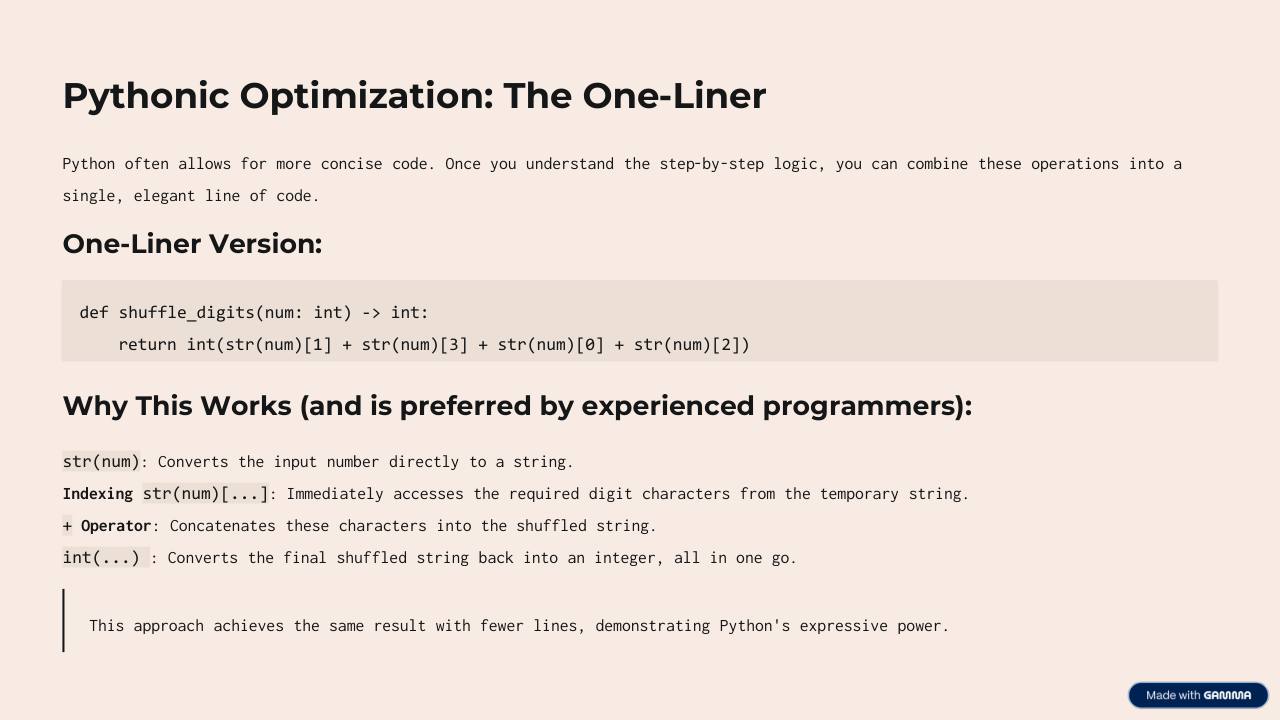 Pythonic Optimization: The One-Liner
Python often allows for more concise code. Once you understand the step-by-step logic, you can combine these operations into a
single, elegant line of code.
One-Liner Version:
def shuffle_digits(num: int) -> int:
    return int(str(num)[1] + str(num)[3] + str(num)[0] + str(num)[2])
Why This Works (and is preferred by experienced programmers):
str(num): Converts the input number directly to a string.
Indexing str(num)[...]: Immediately accesses the required digit characters from the temporary string.
+ Operator: Concatenates these characters into the shuffled string.
int(...) : Converts the final shuffled string back into an integer, all in one go.
This approach achieves the same result with fewer lines, demonstrating Python's expressive power.
Made with GAMMA